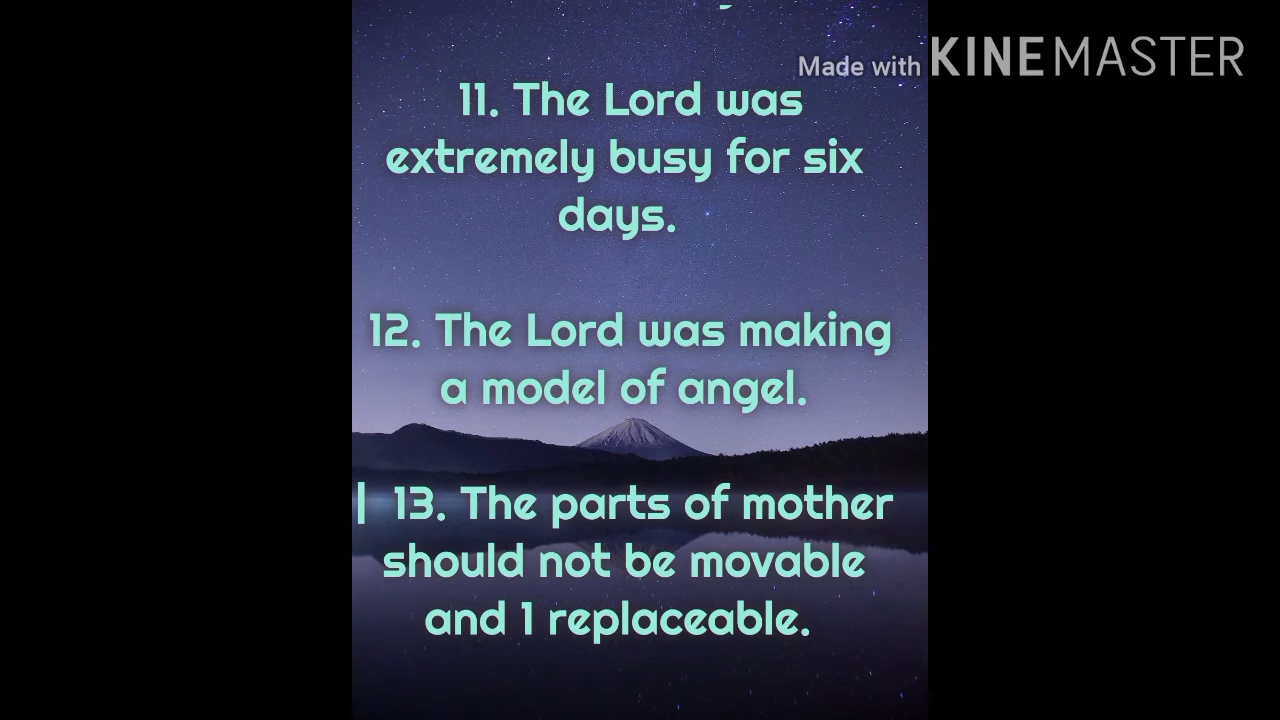 Made with KINEMASTER
11. The Lord was
extremely busy for six
days.
12. The Lord was making
a model of angel.
| 13. The parts of mother
should not be movable
and 1 replaceable.